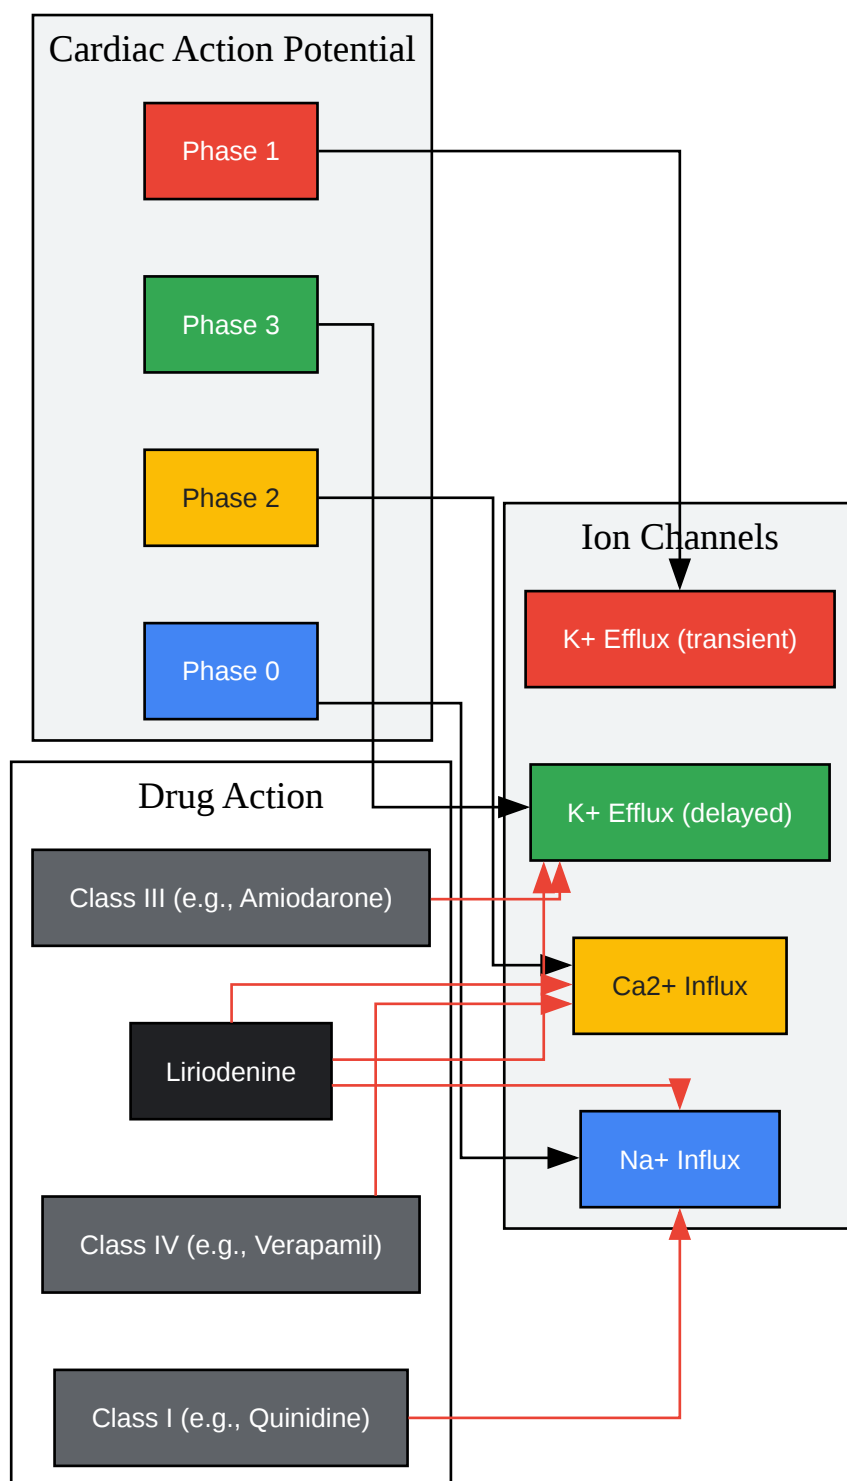 Cardiac Action Potential
Phase 1
Phase 3
Phase 2
Phase 0
Ion Channels
K+ Efflux (transient)
K+ Efflux (delayed)
Ca2+ Influx
Na+ Influx
Drug Action
Class III (e.g., Amiodarone)
Liriodenine
Class IV (e.g., Verapamil)
Class I (e.g., Quinidine)